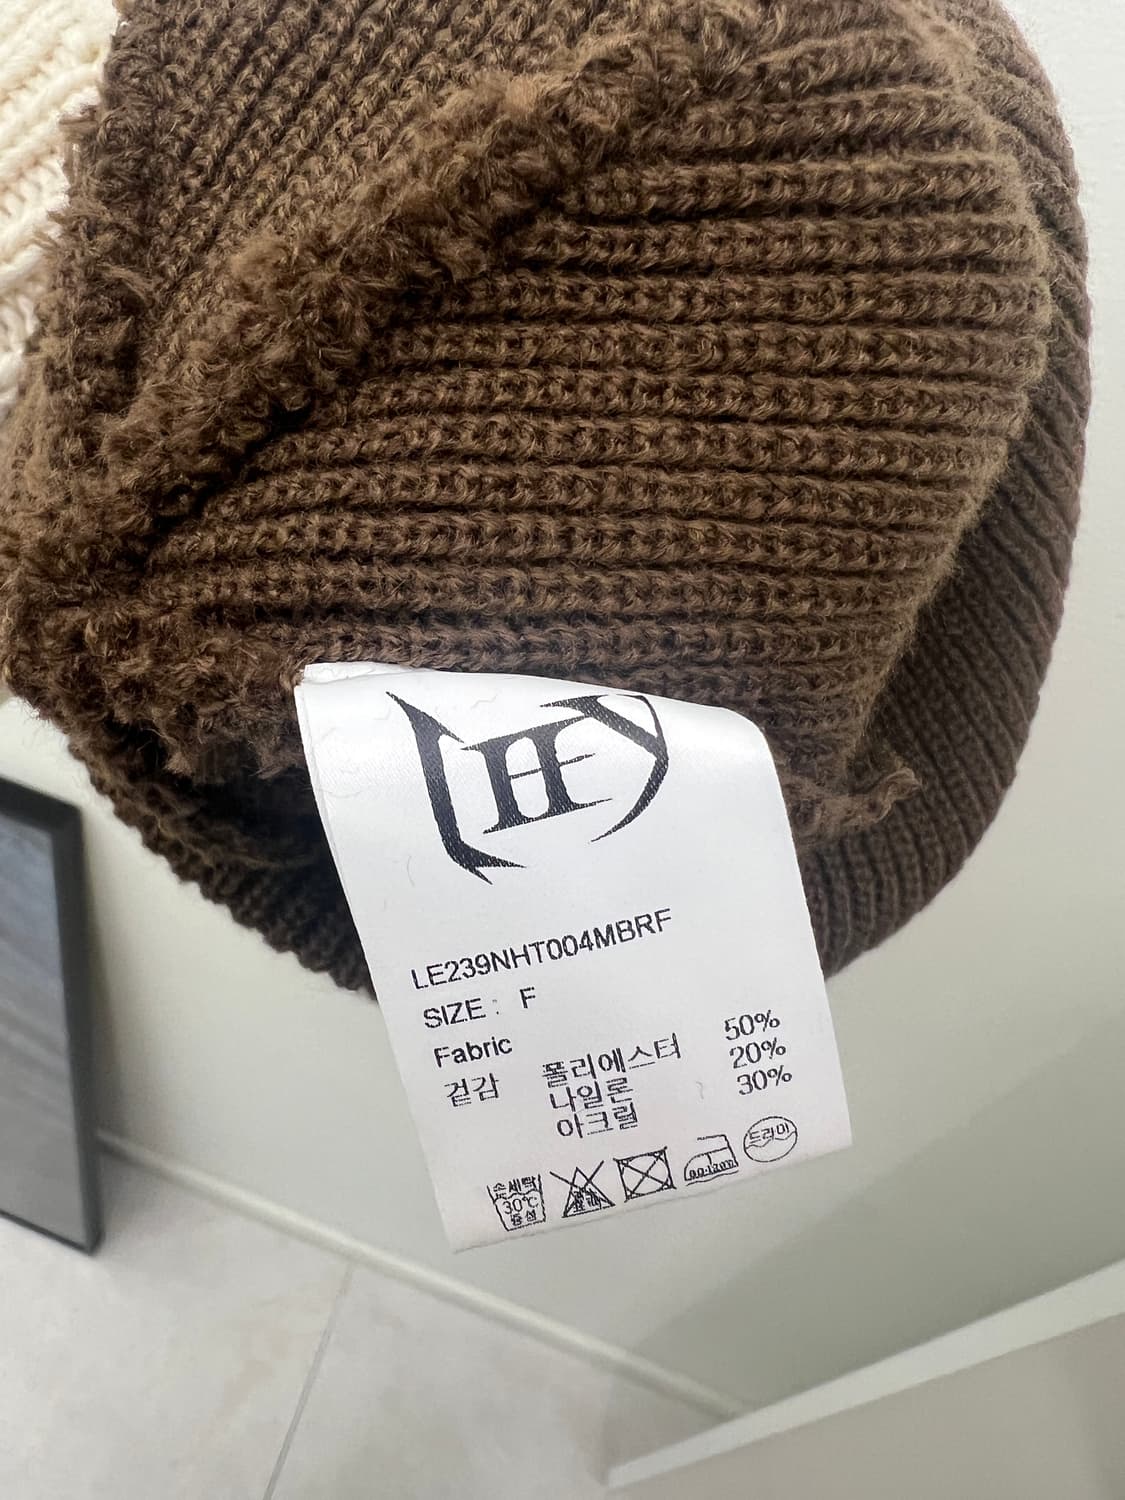 LEEY
LE239NHT004MBRF
SIZE : F
Fabric
겉감 폴리에스터 50%
나일론 20%
아크릴 30%
손세탁
30℃
중성
드라이